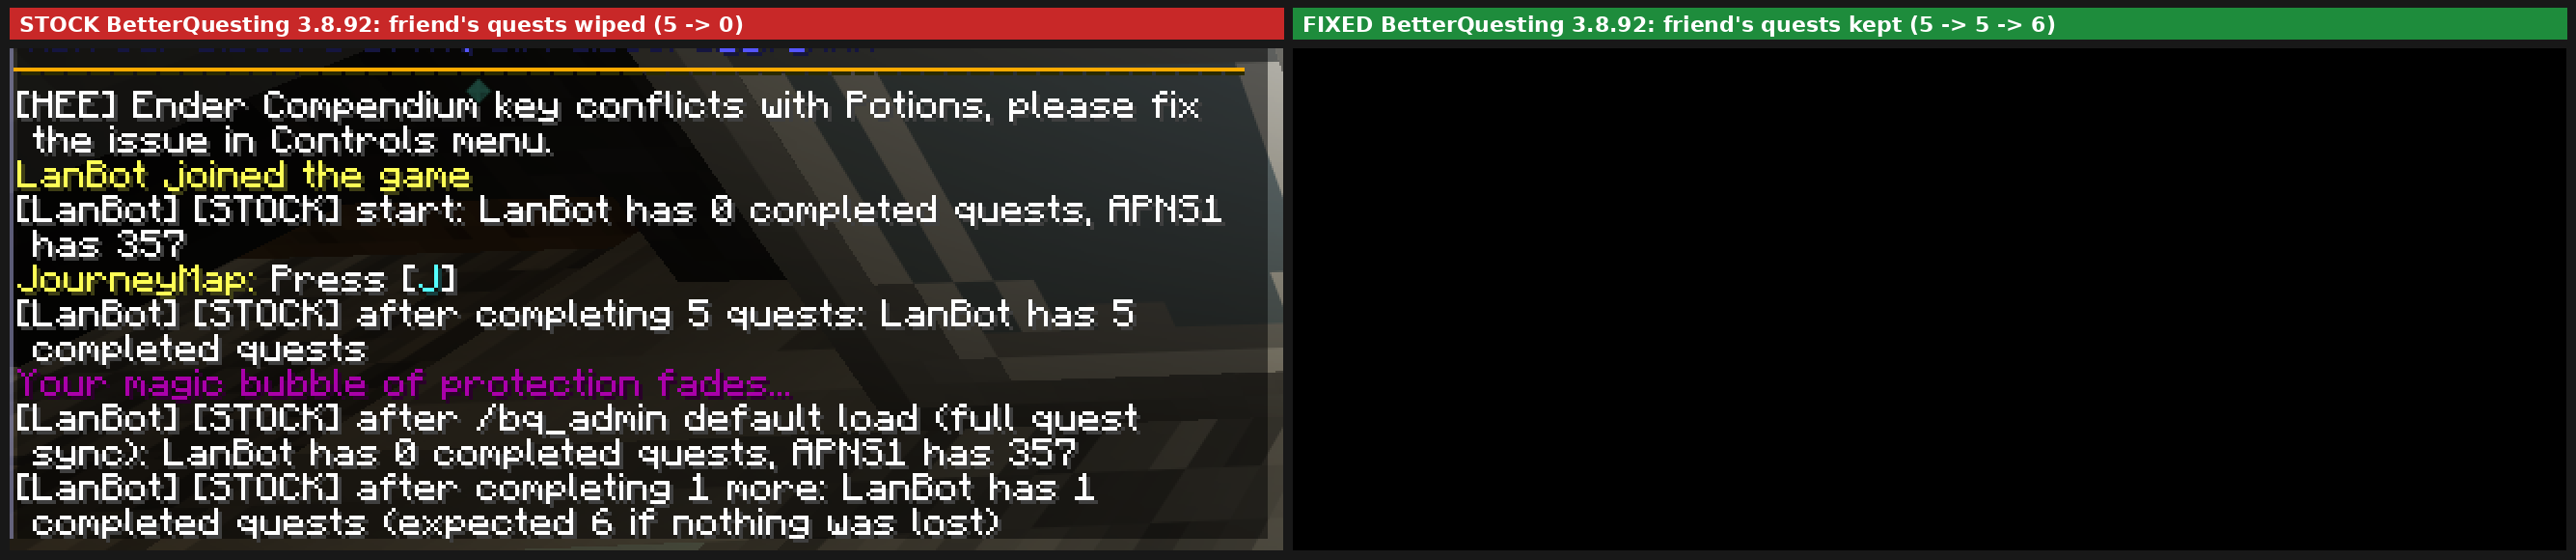 STOCK BetterQuesting 3.8.92: friend's quests wiped (5 -> 0)
FIXED BetterQuesting 3.8.92: friend's quests kept (5 -> 5 -> 6)
[HEE] Ender Compendium key conflicts with Potions, please fix
the issue in Controls menu.
LanBot joined the game
[LanBot] [STOCK] start: LanBot has 0 completed quests, APNS1
has 357
JourneyMap: Press [J]
[LanBot] [STOCK] after completing 5 quests: LanBot has 5
completed quests
Your magic bubble of protection fades...
[LanBot] [STOCK] after /bq_admin default load (full quest
sync): LanBot has 0 completed quests, APNS1 has 357
[LanBot] [STOCK] after completing 1 more: LanBot has 1
completed quests (expected 6 if nothing was lost)